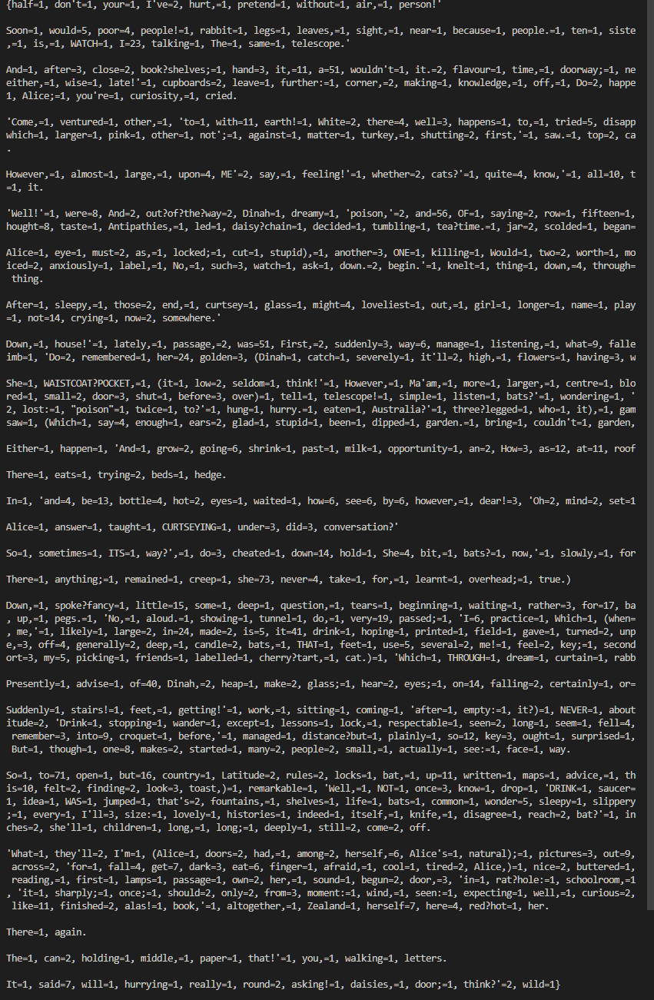 {half=1, don't=1, your=1, I've=2, hurt,=1, pretend=1, without=1, air,=1, person!'
Soon=1, would=5, poor=4, people!=1, rabbit=1, legs=1, leaves,=1, sight,=1, near=1, because=1, people.=1, ten=1, siste
,=1, is,=1, WATCH=1, I=23, talking=1, The=1, same=1, telescope.'
And=1, after=3, close=2, book?shelves;=1, hand=3, it,=11, a=51, wouldn't=1, it.=2, flavour=1, time,=1, doorway;=1, ne
either,=1, wise=1, late!'=1, cupboards=2, leave=1, further:=1, corner,=2, making=1, knowledge,=1, off,=1, Do=2, happe
1, Alice;=1, you're=1, curiosity,=1, cried.
'Come,=1, ventured=1, other,=1, 'to=1, with=11, earth!=1, White=2, there=4, well=3, happens=1, to,=1, tried=5, disapp
which=1, larger=1, pink=1, other=1, not';=1, against=1, matter=1, turkey,=1, shutting=2, first,'=1, saw.=1, top=2, ca
.
However,=1, almost=1, large,=1, upon=4, ME'=2, say,=1, feeling!'=1, whether=2, cats?'=1, quite=4, know,'=1, all=10, t
=1, it.
'Well!'=1, were=8, And=2, out?of?the?way=2, Dinah=1, dreamy=1, 'poison,'=2, and=56, OF=1, saying=2, row=1, fifteen=1,
hought=8, taste=1, Antipathies,=1, led=1, daisy?chain=1, decided=1, tumbling=1, tea?time.=1, jar=2, scolded=1, began=
Alice=1, eye=1, must=2, as,=1, locked;=1, cut=1, stupid),=1, another=3, ONE=1, killing=1, Would=1, two=2, worth=1, mo
iced=2, anxiously=1, label,=1, No,=1, such=3, watch=1, ask=1, down.=2, begin.'=1, knelt=1, thing=1, down,=4, through=
thing.
After=1, sleepy,=1, those=2, end,=1, curtsey=1, glass=1, might=4, loveliest=1, out,=1, girl=1, longer=1, name=1, play
=1, not=14, crying=1, now=2, somewhere.'
Down,=1, house!'=1, lately,=1, passage,=2, was=51, First,=2, suddenly=3, way=6, manage=1, listening,=1, what=9, falle
imb=1, 'Do=2, remembered=1, her=24, golden=3, (Dinah=1, catch=1, severely=1, it'll=2, high,=1, flowers=1, having=3, w
She=1, WAISTCOAT?POCKET,=1, (it=1, low=2, seldom=1, think!'=1, However,=1, Ma'am,=1, more=1, larger,=1, centre=1, blo
red=1, small=2, door=3, shut=1, before=3, over)=1, tell=1, telescope!=1, simple=1, listen=1, bats?'=1, wondering=1, '
2, lost:=1, "poison"=1, twice=1, to?'=1, hung=1, hurry.=1, eaten=1, Australia?'=1, three?legged=1, who=1, it),=1, gam
saw=1, (Which=1, say=4, enough=1, ears=2, glad=1, stupid=1, been=1, dipped=1, garden.=1, bring=1, couldn't=1, garden,
Either=1, happen=1, 'And=1, grow=2, going=6, shrink=1, past=1, milk=1, opportunity=1, an=2, How=3, as=12, at=11, roof
There=1, eats=1, trying=2, beds=1, hedge.
In=1, 'and=4, be=13, bottle=4, hot=2, eyes=1, waited=1, how=6, see=6, by=6, however,=1, dear!=3, 'Oh=2, mind=2, set=1
Alice=1, answer=1, taught=1, CURTSEYING=1, under=3, did=3, conversation?'
So=1, sometimes=1, ITS=1, way?',=1, do=3, cheated=1, down=14, hold=1, She=4, bit,=1, bats?=1, now,'=1, slowly,=1, for
There=1, anything;=1, remained=1, creep=1, she=73, never=4, take=1, for,=1, learnt=1, overhead;=1, true.)
Down,=1, spoke?fancy=1, little=15, some=1, deep=1, question,=1, tears=1, beginning=1, waiting=1, rather=3, for=17, ba
, up,=1, pegs.=1, 'No,=1, aloud.=1, showing=1, tunnel=1, do,=1, very=19, passed;=1, 'I=6, practice=1, Which=1, (when=
, me,'=1, likely=1, large=2, in=24, made=2, is=5, it=41, drink=1, hoping=1, printed=1, field=1, gave=1, turned=2, unp
e,=3, off=4, generally=2, deep,=1, candle=2, bats,=1, THAT=1, feet=1, use=5, several=2, me!=1, feel=2, key;=1, second
ort=3, my=5, picking=1, friends=1, labelled=1, cherry?tart,=1, cat.)=1, 'Which=1, THROUGH=1, dream=1, curtain=1, rabb
Presently=1, advise=1, of=40, Dinah,=2, heap=1, make=2, glass;=1, hear=2, eyes;=1, on=14, falling=2, certainly=1, or=
Suddenly=1, stairs!=1, feet,=1, getting!'=1, work,=1, sitting=1, coming=1, 'after=1, empty:=1, it?)=1, NEVER=1, about
itude=2, 'Drink=1, stopping=1, wander=1, except=1, lessons=1, lock,=1, respectable=1, seen=2, long=1, seem=1, fell=4,
remember=3, into=9, croquet=1, before,'=1, managed=1, distance?but=1, plainly=1, so=12, key=3, ought=1, surprised=1,
But=1, though=1, one=8, makes=2, started=1, many=2, people=2, small,=1, actually=1, see:=1, face=1, way.
So=1, to=71, open=1, but=16, country=1, Latitude=2, rules=2, locks=1, bat,=1, up=11, written=1, maps=1, advice,=1, th
is=10, felt=2, finding=2, look=3, toast,)=1, remarkable=1, 'Well,=1, NOT=1, once=3, know=1, drop=1, 'DRINK=1, saucer=
1, idea=1, WAS=1, jumped=1, that's=2, fountains,=1, shelves=1, life=1, bats=1, common=1, wonder=5, sleepy=1, slippery
;=1, every=1, I'll=3, size:=1, lovely=1, histories=1, indeed=1, itself,=1, knife,=1, disagree=1, reach=2, bat?'=1, in
ches=2, she'll=1, children=1, long,=1, long;=1, deeply=1, still=2, come=2, off.
'What=1, they'll=2, I'm=1, (Alice=1, doors=2, had,=1, among=2, herself,=6, Alice's=1, natural);=1, pictures=3, out=9,
across=2, 'for=1, fall=4, get=7, dark=3, eat=6, finger=1, afraid,=1, cool=1, tired=2, Alice,)=1, nice=2, buttered=1,
reading,=1, first=1, lamps=1, passage=1, own=2, her,=1, sound=1, begun=2, door,=3, 'in=1, rat?hole:=1, schoolroom,=1
, 'it=1, sharply;=1, once;=1, should=2, only=2, from=3, moment:=1, wind,=1, seen:=1, expecting=1, well,=1, curious=2,
like=11, finished=2, alas!=1, book,'=1, altogether,=1, Zealand=1, herself=7, here=4, red?hot=1, her.
There=1, again.
The=1, can=2, holding=1, middle,=1, paper=1, that!'=1, you,=1, walking=1, letters.
It=1, said=7, will=1, hurrying=1, really=1, round=2, asking!=1, daisies,=1, door;=1, think?'=2, wild=1}